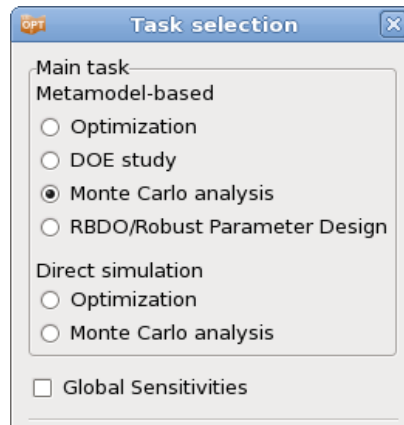 OPT
Task selection
Main task
Metamodel-based
Optimization
DOE study
Monte Carlo analysis
RBDO/Robust Parameter Design
Direct simulation
Optimization
Monte Carlo analysis
Global Sensitivities